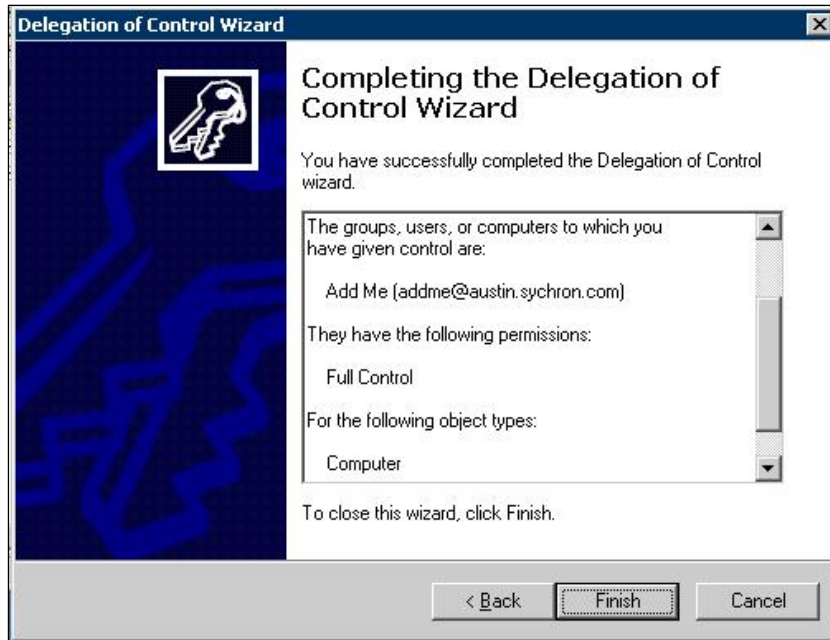 Delegation of Control Wizard
Completing the Delegation of
Control Wizard
You have successfully completed the Delegation of Control
wizard.
The groups, users, or computers to which you
have given control are:
Add Me (addme@austin.sychron.com)
They have the following permissions:
Full Control
For the following object types:
Computer
To close this wizard, click Finish.
< Back
Finish
Cancel